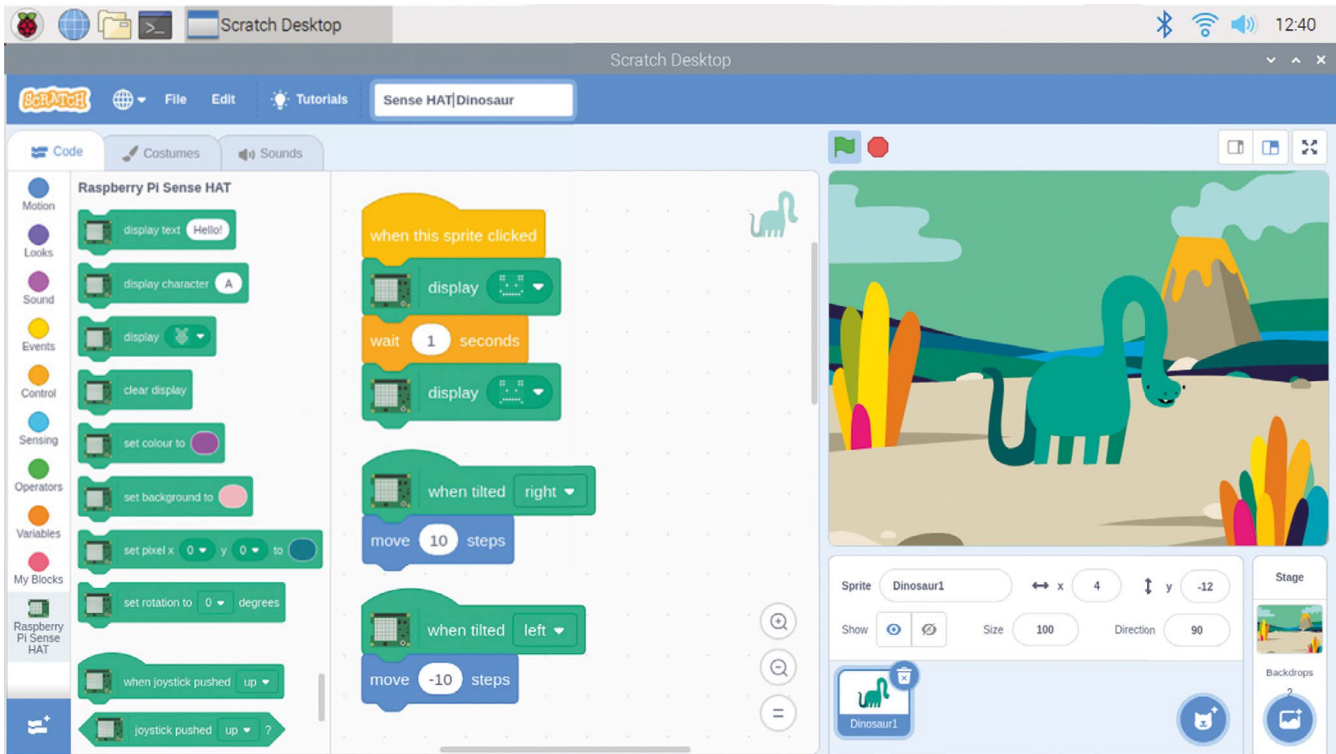 Scratch Desktop
12:40
Scratch Desktop
SCRATCH
File
Edit
Tutorials
Sense HAT Dinosaur
Code
Costumes
Sounds
Motion
Looks
Sound
Events
Control
Sensing
Operators
Variables
My Blocks
Raspberry
Pi Sense
HAT
Raspberry Pi Sense HAT
display text Hello!
display character A
display
clear display
set colour to
set background to
set pixel x 0 y 0 to
set rotation to 0 degrees
when joystick pushed up
joystick pushed up ?
when this sprite clicked
display
wait 1 seconds
display
when tilted right
move 10 steps
when tilted left
move -10 steps
Sprite Dinosaur1 x 4 y -12
Show Size 100 Direction 90
Dinosaur1
Stage
Backdrops
2